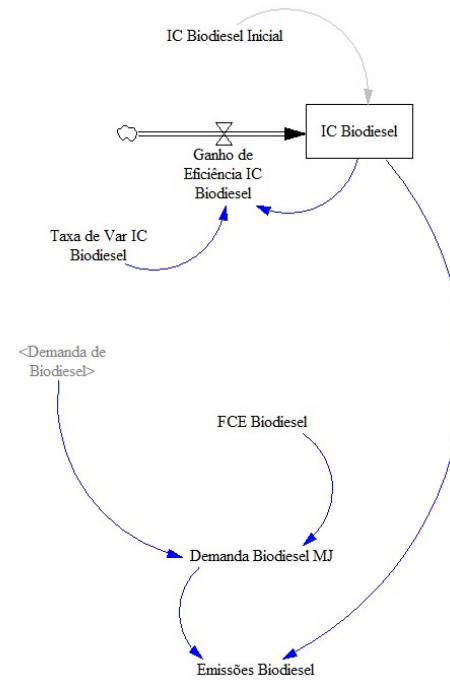 IC Biodiesel Inicial
IC Biodiesel
Ganho de
Eficiência IC
Biodiesel
Taxa de Var IC
Biodiesel
<Demanda de
Biodiesel>
FCE Biodiesel
Demanda Biodiesel MJ
Emissões Biodiesel